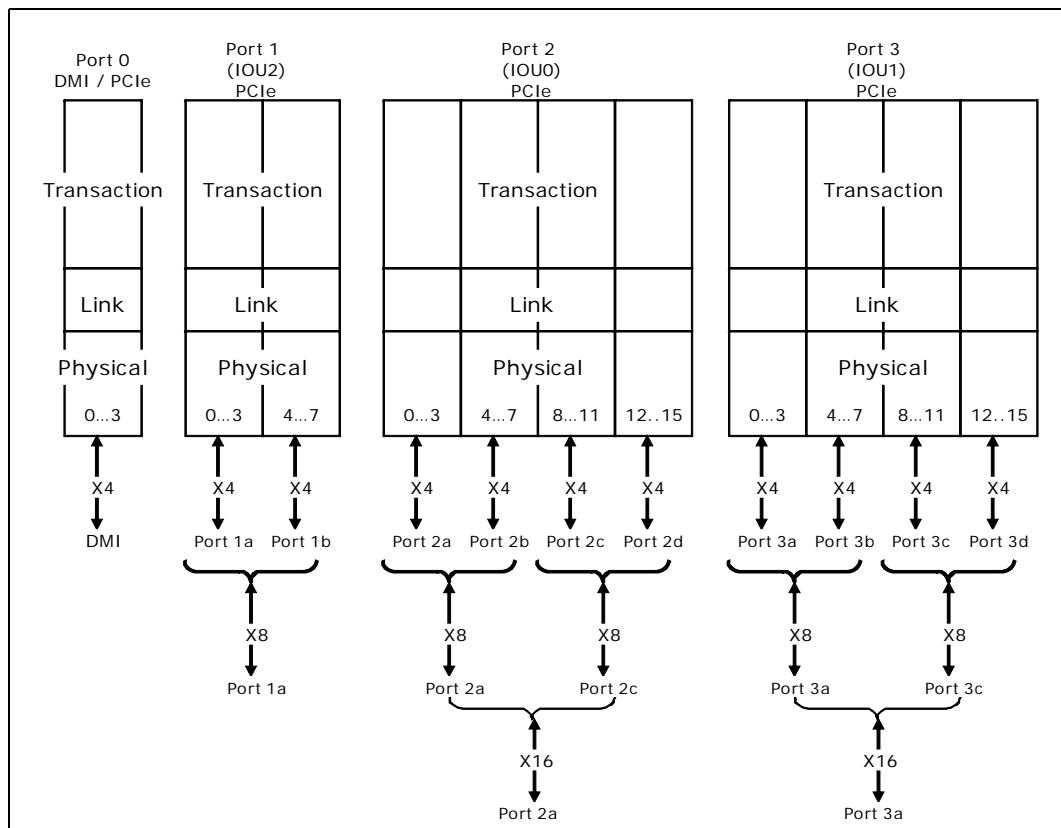 Port 0
DMI / PCIe
Port 1
(IOU2)
PCIe
Port 2
(IOU0)
PCIe
Port 3
(IOU1)
PCIe
Transaction Transaction Transaction Transaction
Link Link Link Link
Physical Physical Physical Physical
0...3 0...3 4...7 0...3 4...7 8...11 12..15 0...3 4...7 8...11 12..15
X4 X4 X4 X4 X4 X4 X4 X4 X4 X4 X4
DMI Port 1a Port 1b Port 2a Port 2b Port 2c Port 2d Port 3a Port 3b Port 3c Port 3d
X8 X8 X8 X8 X8
Port 1a Port 2a Port 2c Port 3a Port 3c
X16 X16
Port 2a Port 3a